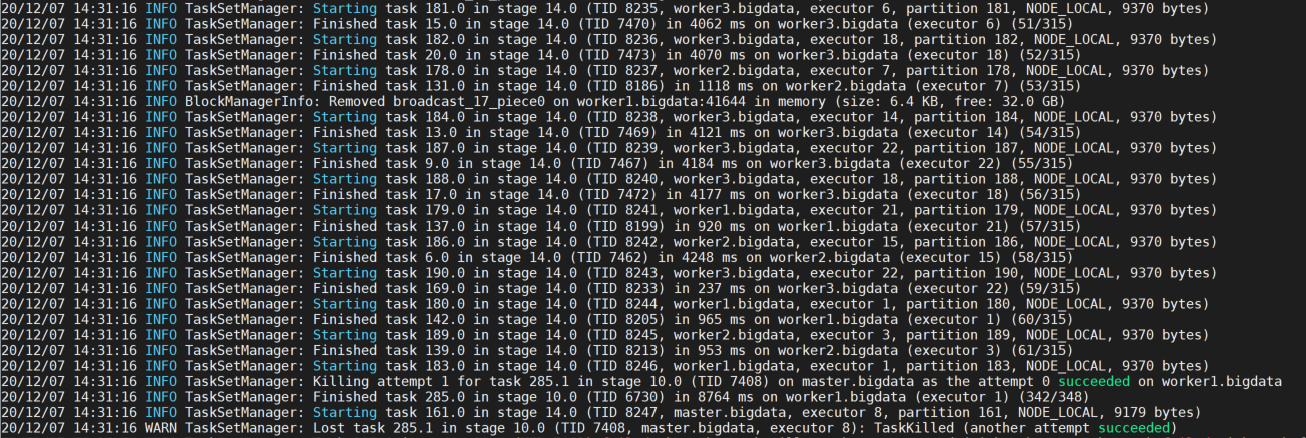 20/12/07 14:31:16 INFO TaskSetManager: Starting task 181.0 in stage 14.0 (TID 8235, worker3.bigdata, executor 6, partition 181, NODE_LOCAL, 9370 bytes)
20/12/07 14:31:16 INFO TaskSetManager: Finished task 15.0 in stage 14.0 (TID 7470) in 4062 ms on worker3.bigdata (executor 6) (51/315)
20/12/07 14:31:16 INFO TaskSetManager: Starting task 182.0 in stage 14.0 (TID 8236, worker3.bigdata, executor 18, partition 182, NODE_LOCAL, 9370 bytes)
20/12/07 14:31:16 INFO TaskSetManager: Finished task 20.0 in stage 14.0 (TID 7473) in 4070 ms on worker3.bigdata (executor 18) (52/315)
20/12/07 14:31:16 INFO TaskSetManager: Starting task 178.0 in stage 14.0 (TID 8237, worker2.bigdata, executor 7, partition 178, NODE_LOCAL, 9370 bytes)
20/12/07 14:31:16 INFO TaskSetManager: Finished task 131.0 in stage 14.0 (TID 8186) in 1118 ms on worker2.bigdata (executor 7) (53/315)
20/12/07 14:31:16 INFO BlockManagerInfo: Removed broadcast_17_piece0 on worker1.bigdata:41644 in memory (size: 6.4 KB, free: 32.0 GB)
20/12/07 14:31:16 INFO TaskSetManager: Starting task 184.0 in stage 14.0 (TID 8238, worker3.bigdata, executor 14, partition 184, NODE_LOCAL, 9370 bytes)
20/12/07 14:31:16 INFO TaskSetManager: Finished task 13.0 in stage 14.0 (TID 7469) in 4121 ms on worker3.bigdata (executor 14) (54/315)
20/12/07 14:31:16 INFO TaskSetManager: Starting task 187.0 in stage 14.0 (TID 8239, worker3.bigdata, executor 22, partition 187, NODE_LOCAL, 9370 bytes)
20/12/07 14:31:16 INFO TaskSetManager: Finished task 9.0 in stage 14.0 (TID 7467) in 4184 ms on worker3.bigdata (executor 22) (55/315)
20/12/07 14:31:16 INFO TaskSetManager: Starting task 188.0 in stage 14.0 (TID 8240, worker3.bigdata, executor 18, partition 188, NODE_LOCAL, 9370 bytes)
20/12/07 14:31:16 INFO TaskSetManager: Finished task 17.0 in stage 14.0 (TID 7472) in 4177 ms on worker3.bigdata (executor 18) (56/315)
20/12/07 14:31:16 INFO TaskSetManager: Starting task 179.0 in stage 14.0 (TID 8241, worker1.bigdata, executor 21, partition 179, NODE_LOCAL, 9370 bytes)
20/12/07 14:31:16 INFO TaskSetManager: Finished task 137.0 in stage 14.0 (TID 8199) in 920 ms on worker1.bigdata (executor 21) (57/315)
20/12/07 14:31:16 INFO TaskSetManager: Starting task 186.0 in stage 14.0 (TID 8242, worker2.bigdata, executor 15, partition 186, NODE_LOCAL, 9370 bytes)
20/12/07 14:31:16 INFO TaskSetManager: Finished task 6.0 in stage 14.0 (TID 7462) in 4248 ms on worker2.bigdata (executor 15) (58/315)
20/12/07 14:31:16 INFO TaskSetManager: Starting task 190.0 in stage 14.0 (TID 8243, worker3.bigdata, executor 22, partition 190, NODE_LOCAL, 9370 bytes)
20/12/07 14:31:16 INFO TaskSetManager: Finished task 169.0 in stage 14.0 (TID 8233) in 237 ms on worker3.bigdata (executor 22) (59/315)
20/12/07 14:31:16 INFO TaskSetManager: Starting task 180.0 in stage 14.0 (TID 8244, worker1.bigdata, executor 1, partition 180, NODE_LOCAL, 9370 bytes)
20/12/07 14:31:16 INFO TaskSetManager: Finished task 142.0 in stage 14.0 (TID 8205) in 965 ms on worker1.bigdata (executor 1) (60/315)
20/12/07 14:31:16 INFO TaskSetManager: Starting task 189.0 in stage 14.0 (TID 8245, worker2.bigdata, executor 3, partition 189, NODE_LOCAL, 9370 bytes)
20/12/07 14:31:16 INFO TaskSetManager: Finished task 139.0 in stage 14.0 (TID 8213) in 953 ms on worker2.bigdata (executor 3) (61/315)
20/12/07 14:31:16 INFO TaskSetManager: Starting task 183.0 in stage 14.0 (TID 8246, worker1.bigdata, executor 1, partition 183, NODE_LOCAL, 9370 bytes)
20/12/07 14:31:16 INFO TaskSetManager: Killing attempt 1 for task 285.1 in stage 10.0 (TID 7408) on master.bigdata as the attempt 0 succeeded on worker1.bigdata
20/12/07 14:31:16 INFO TaskSetManager: Finished task 285.0 in stage 10.0 (TID 6730) in 8764 ms on worker1.bigdata (executor 1) (342/348)
20/12/07 14:31:16 INFO TaskSetManager: Starting task 161.0 in stage 14.0 (TID 8247, master.bigdata, executor 8, partition 161, NODE_LOCAL, 9179 bytes)
20/12/07 14:31:16 WARN TaskSetManager: Lost task 285.1 in stage 10.0 (TID 7408, master.bigdata, executor 8): TaskKilled (another attempt succeeded)